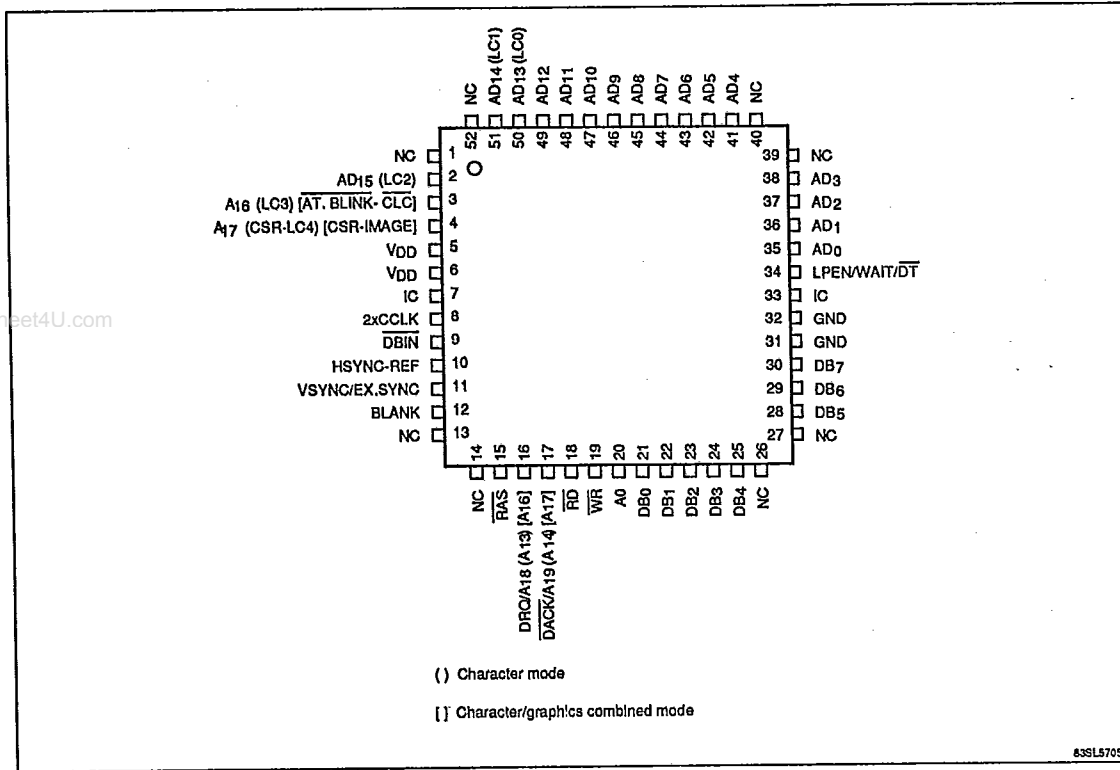 NC
AD14 (LC1)
AD13 (LC0)
AD12
AD11
AD10
AD9
AD8
AD7
AD6
AD5
AD4
NC
52
51
50
49
48
47
46
45
44
43
42
41
40
NC 1
AD15 (LC2) 2
A16 (LC3) [AT. BLINK- CLC] 3
A17 (CSR-LC4) [CSR-IMAGE] 4
VDD 5
VDD 6
IC 7
2xCCLK 8
DBIN 9
HSYNC-REF 10
VSYNC/EX.SYNC 11
BLANK 12
NC 13
39 NC
38 AD3
37 AD2
36 AD1
35 AD0
34 LPEN/WAIT/DT
33 IC
32 GND
31 GND
30 DB7
29 DB6
28 DB5
27 NC
14
15
16
17
18
19
20
21
22
23
24
25
26
NC
RAS
DRQ/A18 (A13) [A16]
DACK/A19 (A14) [A17]
RD
WR
A0
DB0
DB1
DB2
DB3
DB4
NC
heet4U.com
( ) Character mode
[ ] Character/graphics combined mode
83SL5705